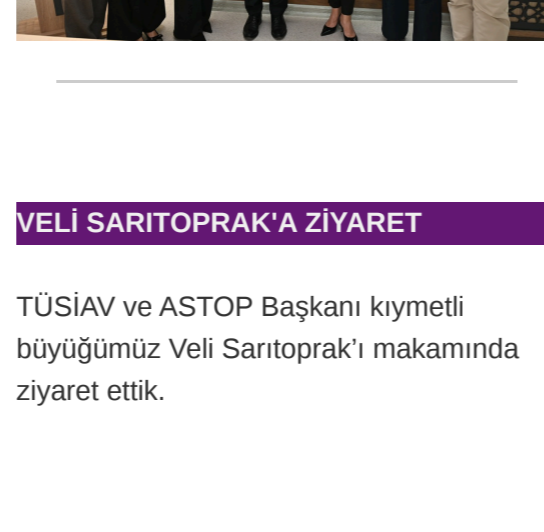 VELİ SARITOPRAK'A ZİYARET
TÜSİAV ve ASTOP Başkanı kıymetli
büyüğümüz Veli Sarıtoprak’ı makamında
ziyaret ettik.